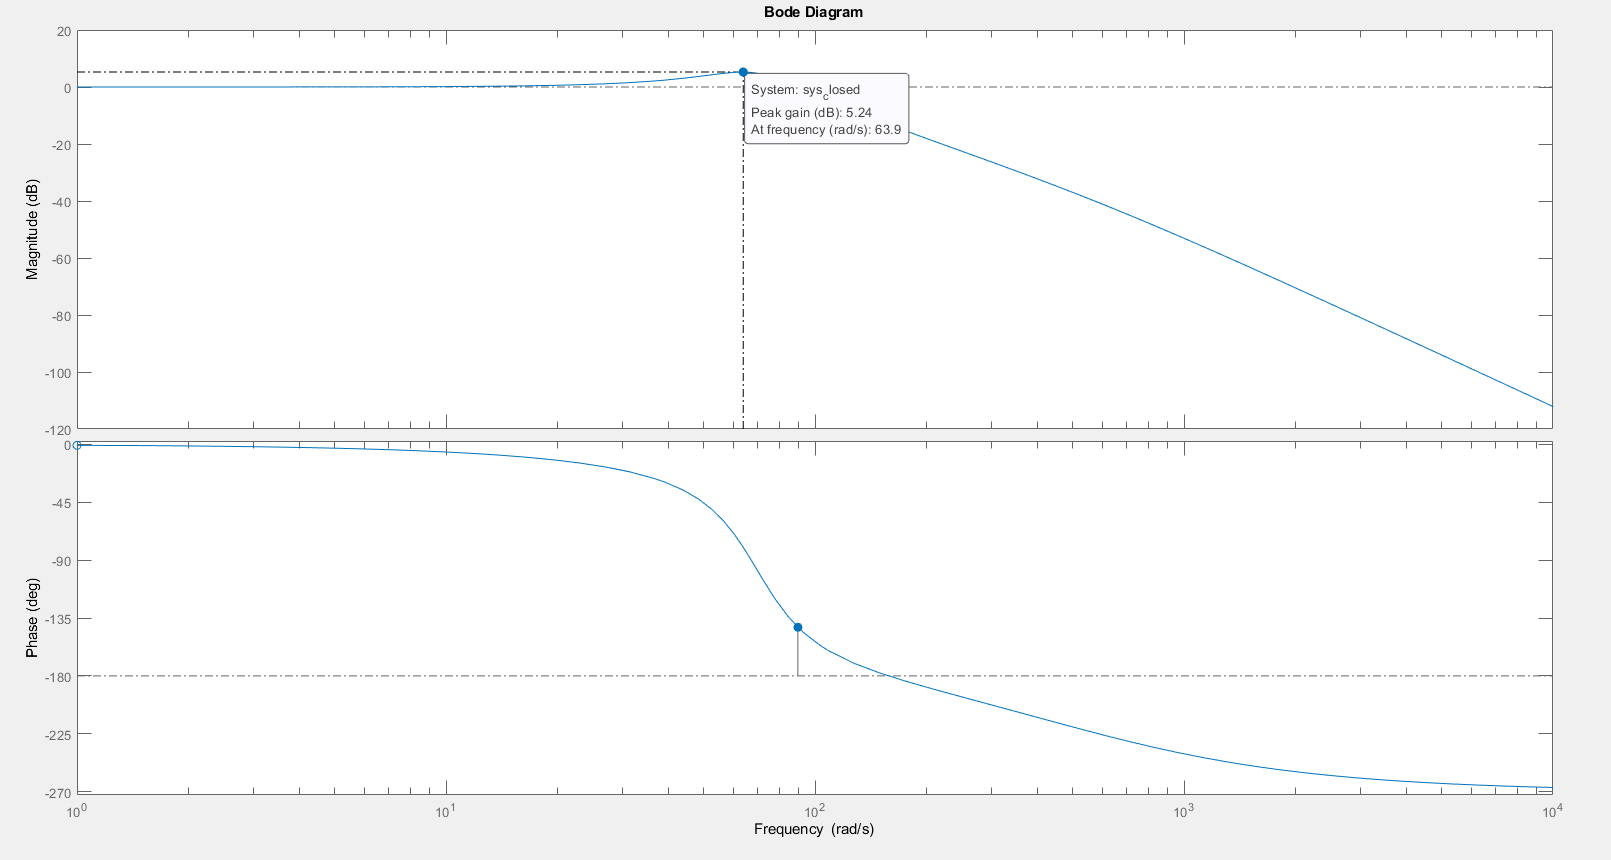 Bode Diagram
Magnitude (dB)
20
0
-20
-40
-60
-80
-100
-120
System: sys_closed
Peak gain (dB): 5.24
At frequency (rad/s): 63.9
Phase (deg)
0
-45
-90
-135
-180
-225
-270
10^0 10^1 10^2 10^3 10^4
Frequency (rad/s)